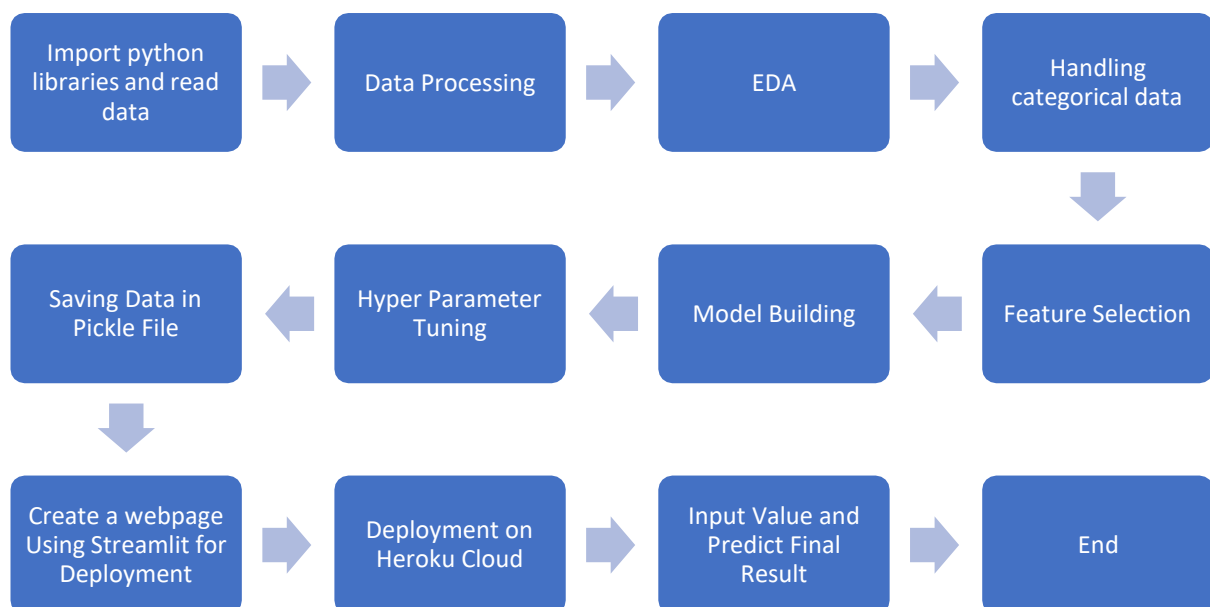 Import python
libraries and read
data
Data Processing
EDA
Handling
categorical data
Feature Selection
Model Building
Hyper Parameter
Tuning
Saving Data in
Pickle File
Create a webpage
Using Streamlit for
Deployment
Deployment on
Heroku Cloud
Input Value and
Predict Final
Result
End